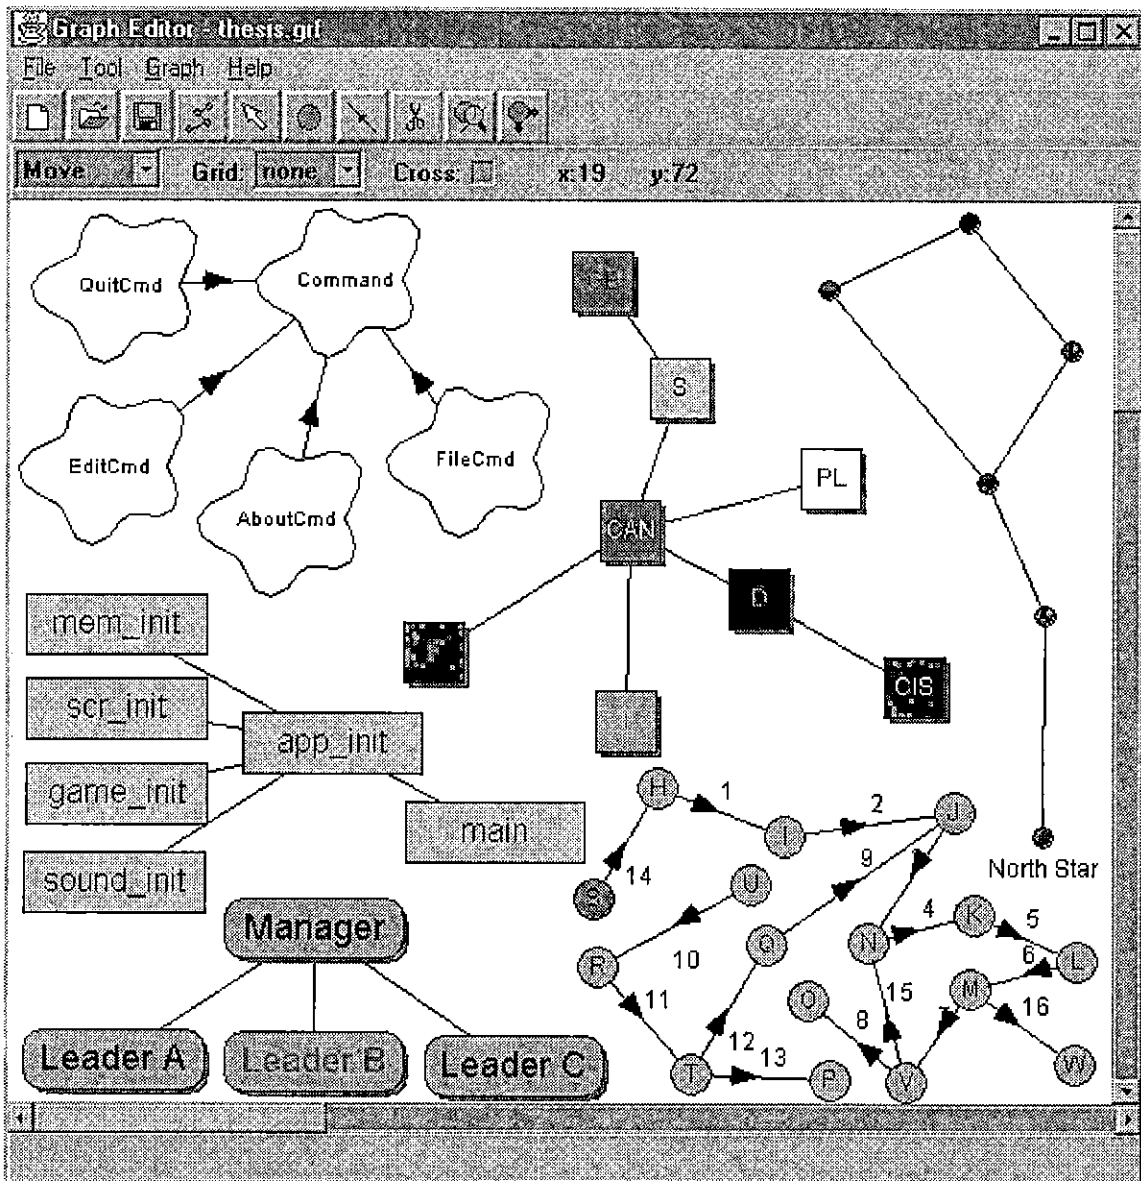 Graph Editor - thesis.grf
File Tool Graph Help
Move Grid: none Cross: x:19 y:72
QuitCmd
Command
EditCmd
AboutCmd
FileCmd
E
S
PL
CAN
D
F
CIS
I
mem_init
scr_init
app_init
game_init
main
sound_init
Manager
Leader A
Leader B
Leader C
North Star
H
1
I
2
J
S
14
U
9
R
10
Q
N
4
K
5
L
6
11
O
15
M
16
8
7
T
12
13
P
V
W